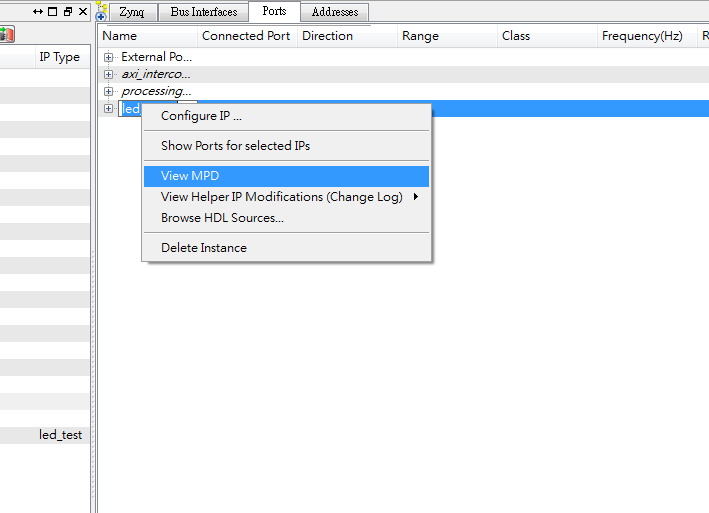 Zynq Bus Interfaces Ports Addresses
IP Type
Name Connected Port Direction Range Class Frequency(Hz) R
External Po...
axi_interco...
processing...
led
Configure IP ...
Show Ports for selected IPs
View MPD
View Helper IP Modifications (Change Log)
Browse HDL Sources...
Delete Instance
led_test